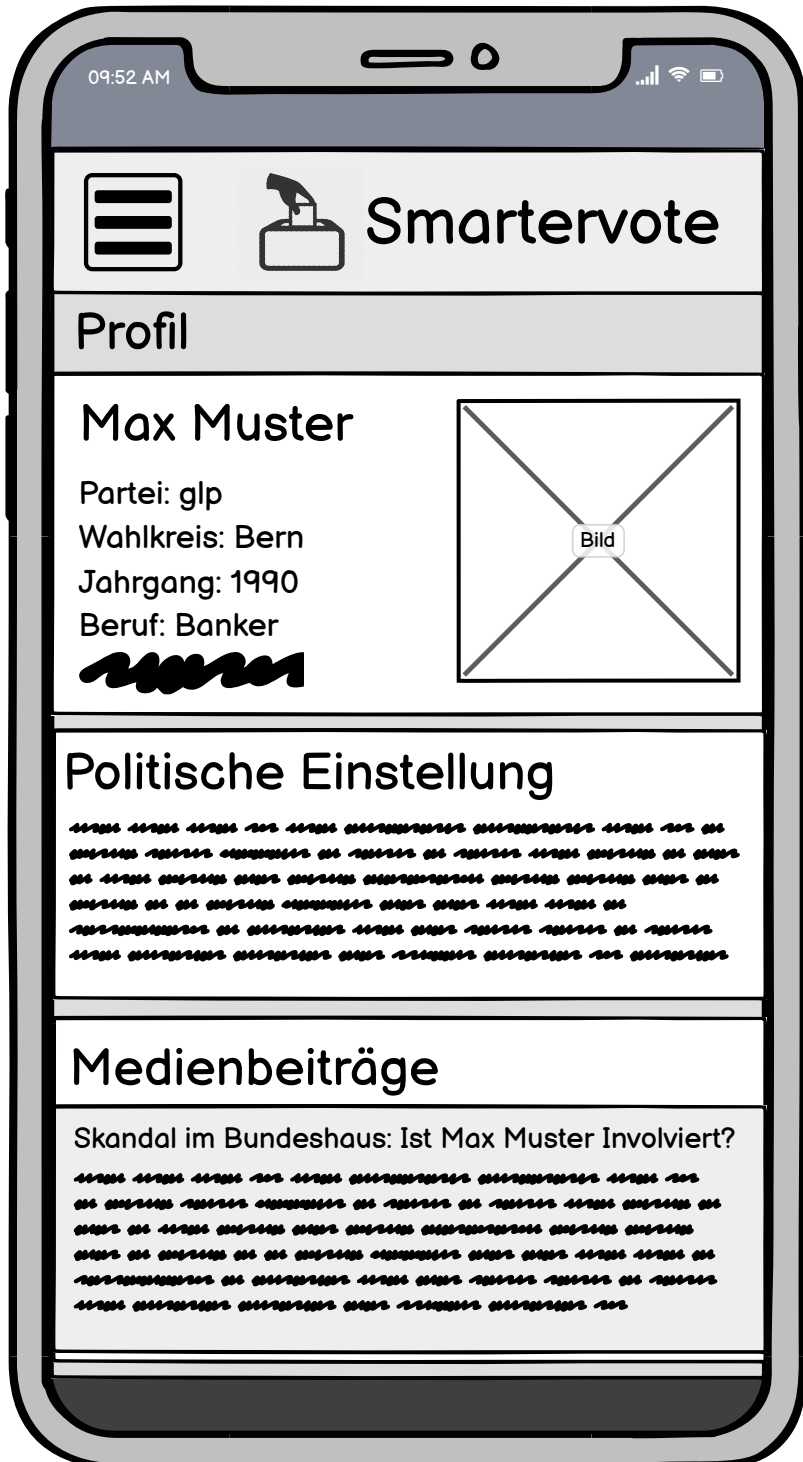 09:52 AM
Smartervote
Profil
Max Muster
Partei: glp
Wahlkreis: Bern
Jahrgang: 1990
Beruf: Banker
Bild
Politische Einstellung
Medienbeiträge
Skandal im Bundeshaus: Ist Max Muster Involviert?